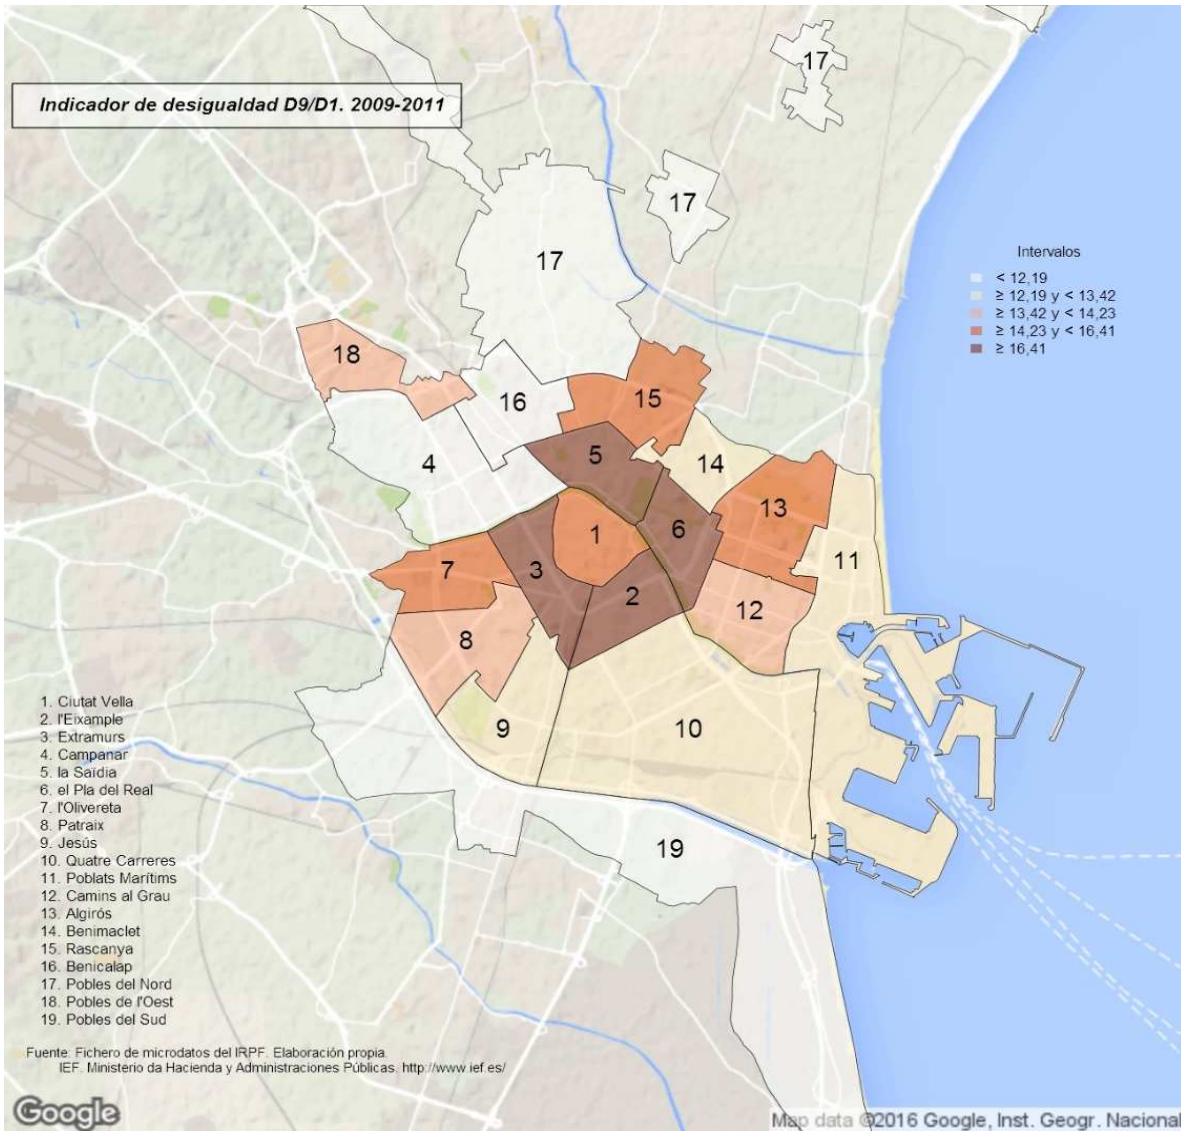 Indicador de desigualdad D9/D1. 2009-2011
17
17
17
Intervalos
< 12,19
≥ 12,19 y < 13,42
≥ 13,42 y < 14,23
≥ 14,23 y < 16,41
≥ 16,41
18
16
15
4
5
14
13
1
6
11
7
3
2
12
8
9
10
19
1. Ciutat Vella
2. l'Eixample
3. Extramurs
4. Campanar
5. la Saïdia
6. el Pla del Real
7. l'Olivereta
8. Patraix
9. Jesús
10. Quatre Carreres
11. Poblats Marítims
12. Camins al Grau
13. Algirós
14. Benimaclet
15. Rascanya
16. Benicalap
17. Pobles del Nord
18. Pobles de l'Oest
19. Pobles del Sud
Fuente: Fichero de microdatos del IRPF. Elaboración propia.
IEF. Ministerio da Hacienda y Administraciones Públicas. http://www.ief.es/
Google
Map data ©2016 Google, Inst. Geogr. Nacional